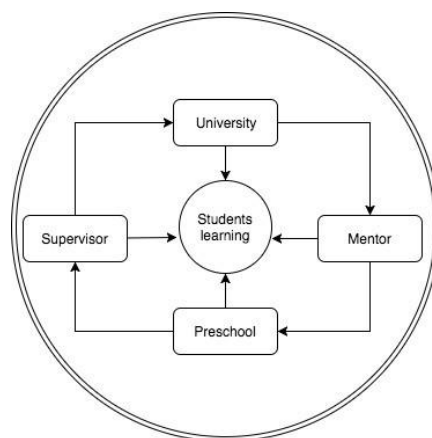 University
Students
learning
Supervisor
Mentor
Preschool